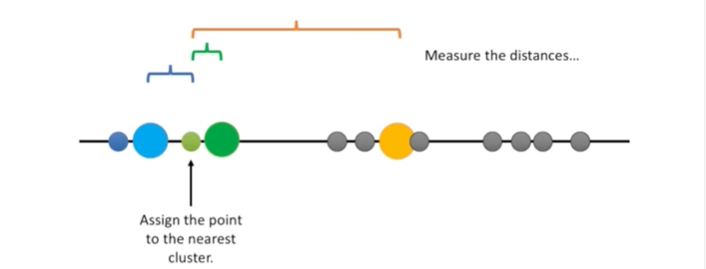 Measure the distances...
Assign the point
to the nearest
cluster.